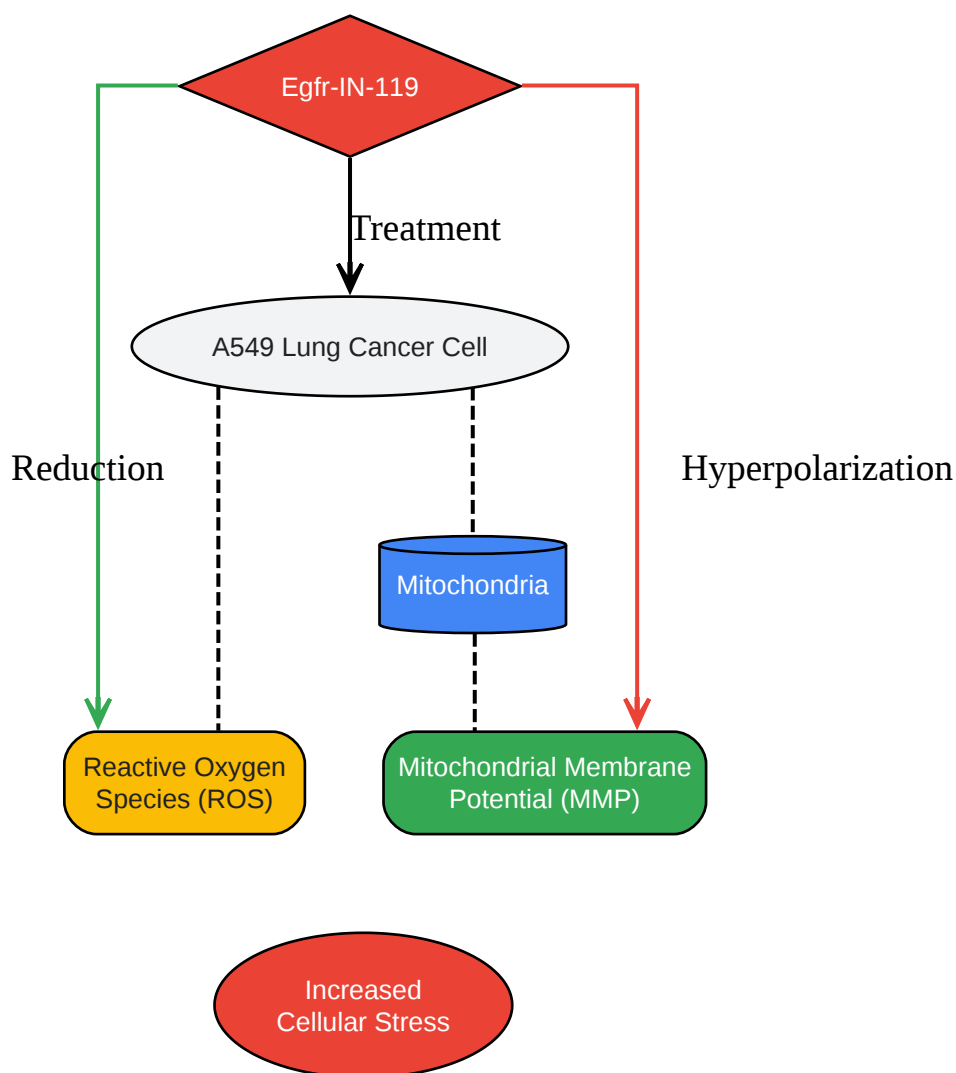 Egfr-IN-119
Treatment
A549 Lung Cancer Cell
Reduction
Hyperpolarization
Mitochondria
Reactive Oxygen
Species (ROS)
Mitochondrial Membrane
Potential (MMP)
Increased
Cellular Stress